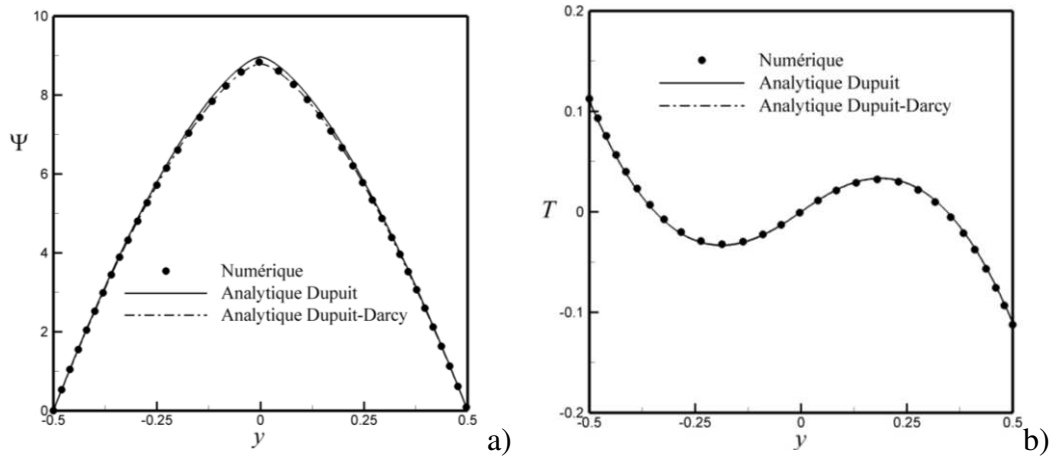 10
8
Ψ
6
4
Numérique
Analytique Dupuit
Analytique Dupuit-Darcy
2
0
-0.5
-0.25
0
0.25
0.5
y
a)
0.2
Numérique
Analytique Dupuit
Analytique Dupuit-Darcy
0.1
T
0
-0.1
-0.2
-0.5
-0.25
0
0.25
0.5
y
b)